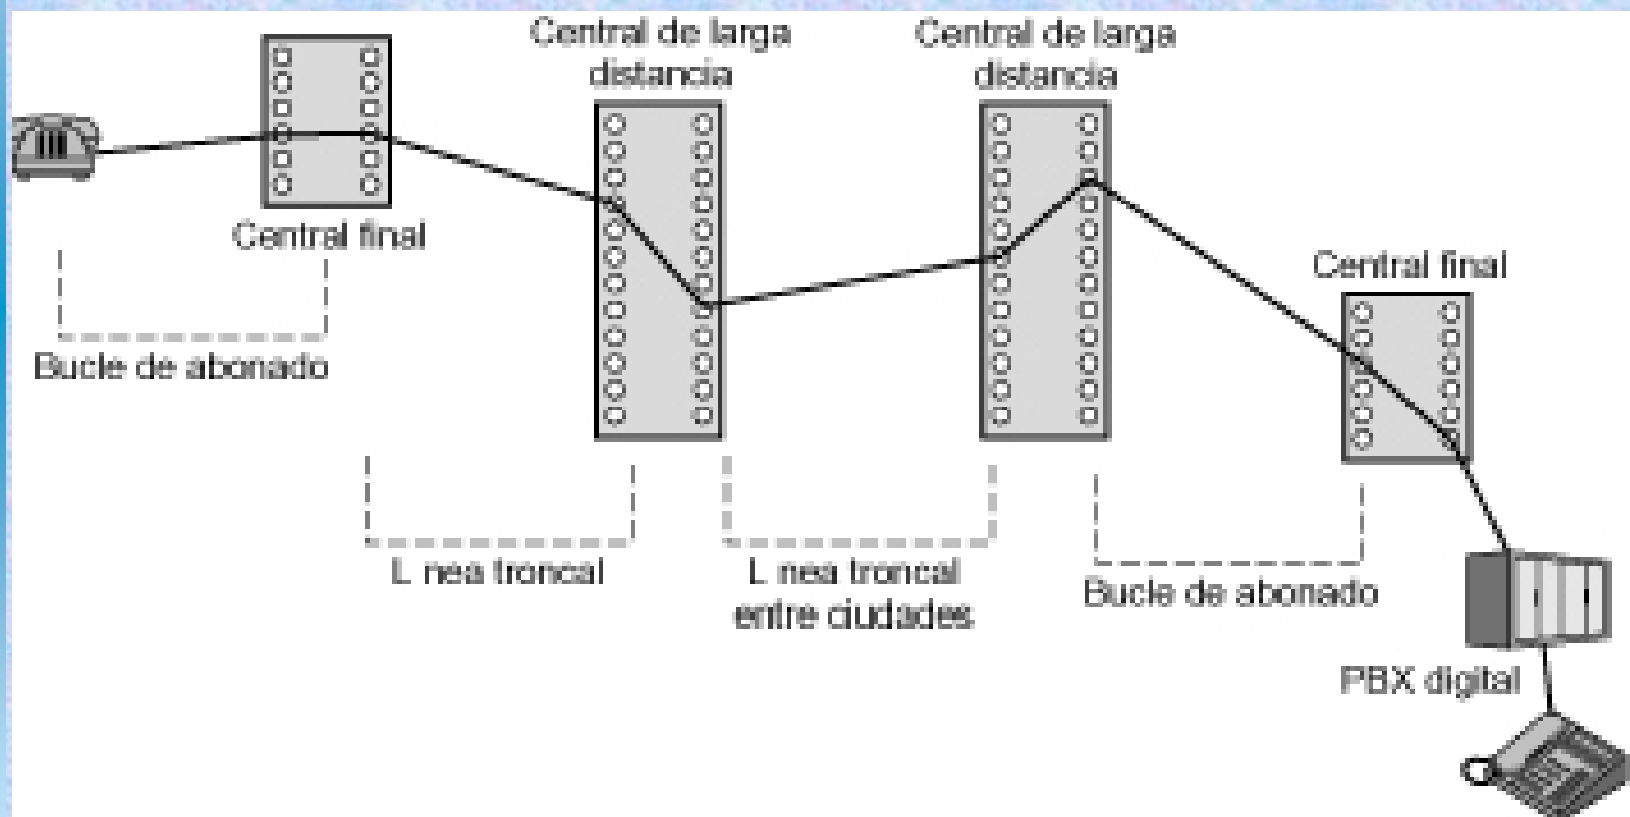 Central de larga
distancia
Central de larga
distancia
Central final
Central final
Bucle de abonado
L nea troncal
L nea troncal
entre ciudades
Bucle de abonado
PBX digital